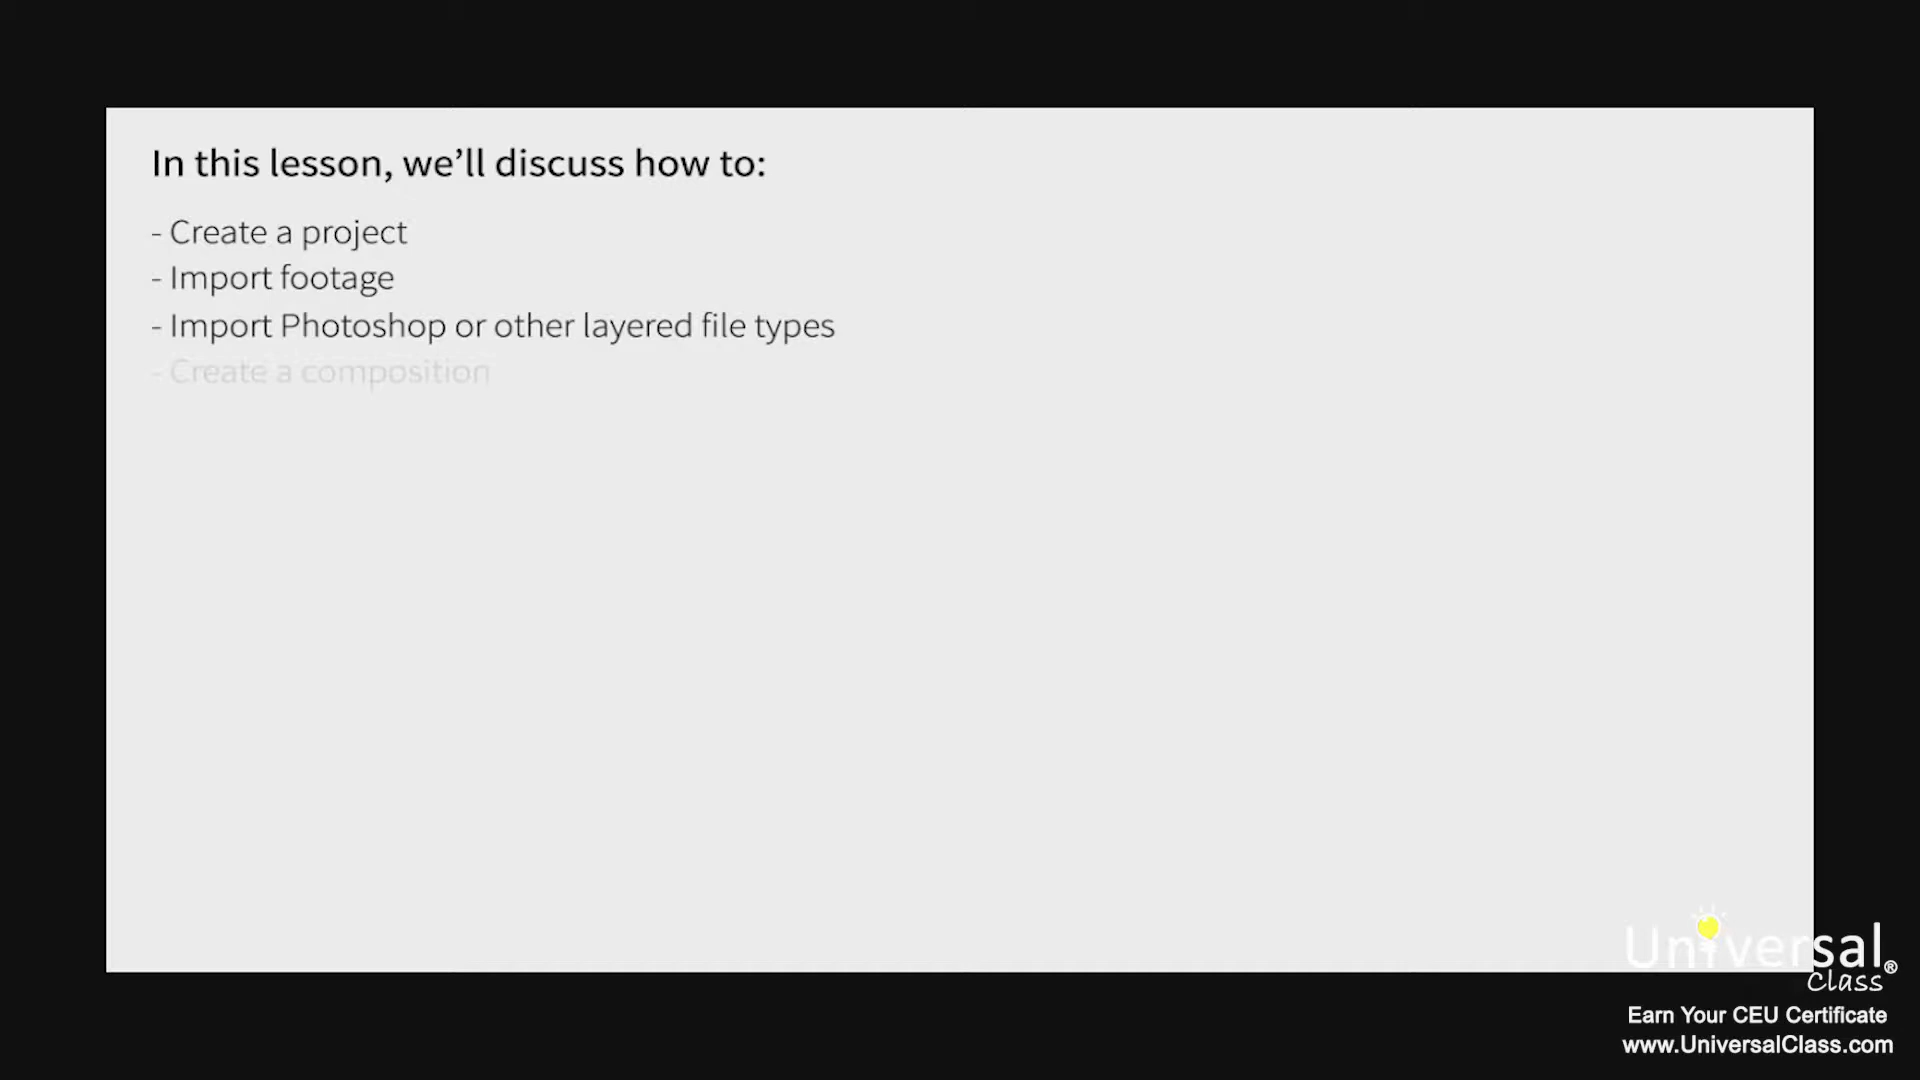 In this lesson, we'll discuss how to:
- Create a project
- Import footage
- Import Photoshop or other layered file types
- Create a composition
Universal®
Class
Earn Your CEU Certificate
www.UniversalClass.com